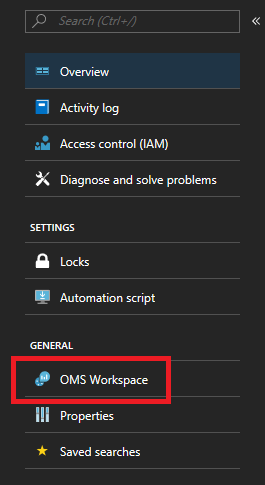 Search (Ctrl+/)
Overview
Activity log
Access control (IAM)
Diagnose and solve problems
SETTINGS
Locks
Automation script
GENERAL
OMS Workspace
Properties
Saved searches